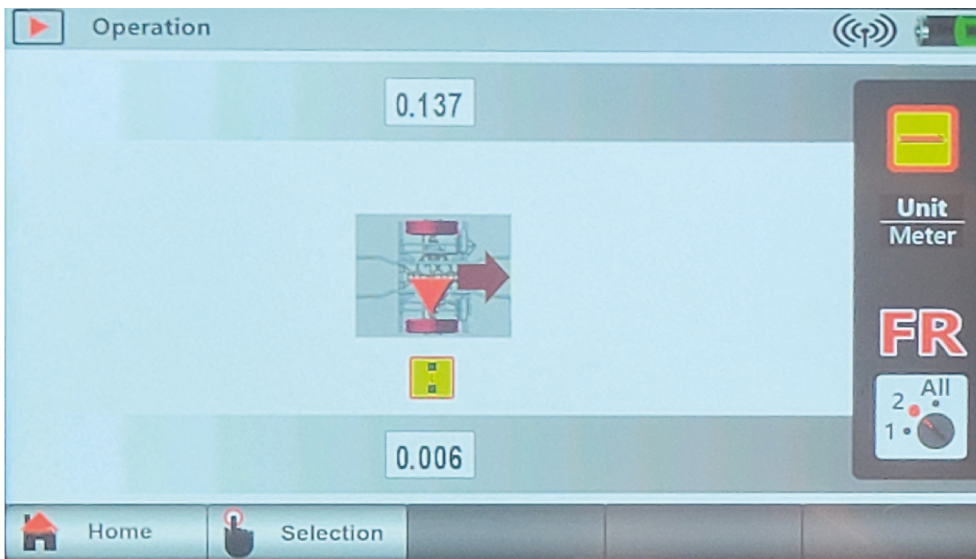 Operation
0.137
Unit
Meter
FR
All
2
1
0.006
Home
Selection